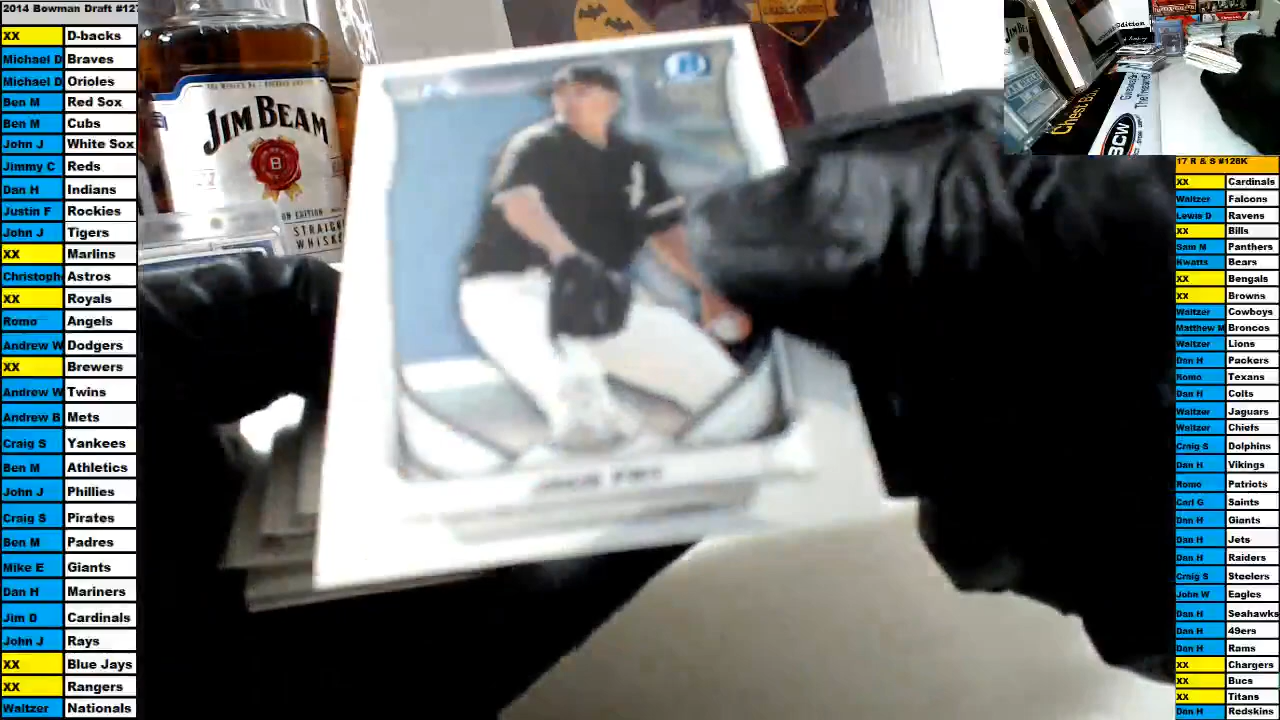 2014 Bowman Draft #127
XX D-backs
Michael D Braves
Michael D Orioles
Ben M Red Sox
Ben M Cubs
John J White Sox
Jimmy C Reds
Dan H Indians
Justin F Rockies
John J Tigers
XX Marlins
Christoph Astros
XX Royals
Romo Angels
Andrew W Dodgers
XX Brewers
Andrew W Twins
Andrew B Mets
Craig S Yankees
Ben M Athletics
John J Phillies
Craig S Pirates
Ben M Padres
Mike E Giants
Dan H Mariners
Jim D Cardinals
John J Rays
XX Blue Jays
XX Rangers
Waltzer Nationals
JIM BEAM
B
STRAIG
WHISKE
Edition
Chest B
BCW
17 R & S #128K
XX Cardinals
Waltzer Falcons
Lewis D Ravens
XX Bills
Sam M Panthers
Kwatts Bears
XX Bengals
XX Browns
Waltzer Cowboys
Matthew M Broncos
Waltzer Lions
Dan H Packers
Romo Texans
Dan H Colts
Waltzer Jaguars
Waltzer Chiefs
Craig S Dolphins
Dan H Vikings
Romo Patriots
Carl G Saints
Dan H Giants
Dan H Jets
Dan H Raiders
Craig S Steelers
John W Eagles
Dan H Seahawks
Dan H 49ers
Dan H Rams
XX Chargers
XX Bucs
XX Titans
Dan H Redskins